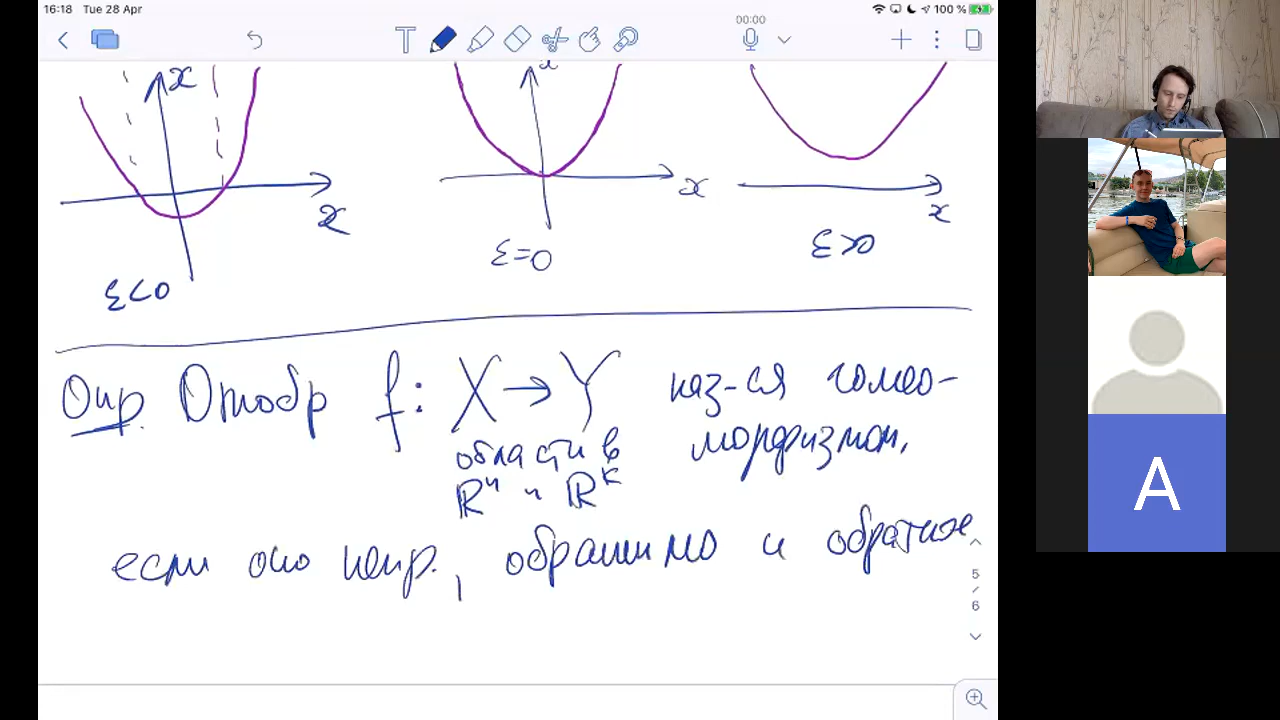 16:18 Tue 28 Apr
100 %
00:00
T
x
x
ε<0
x
x
ε=0
x
ε>0
Опр. Отобр f: X → Y наз-ся гомео-
морфизмом,
области в
ℝⁿ и ℝᵏ
если оно непр., обратимо и обратное
5
/
6
A